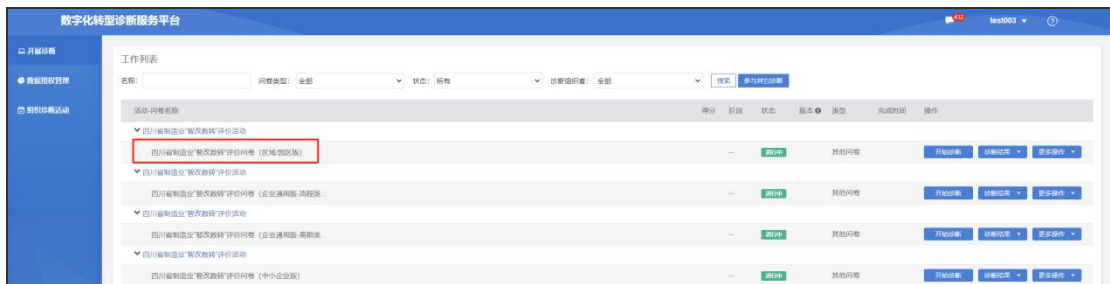 数字化转型诊断服务平台
432 test003
开展诊断
数据授权管理
组织诊断活动
工作列表
名称: 问卷类型: 全部 状态: 所有 诊断组织者: 全部 搜索 参与其它诊断
活动-问卷名称 得分 阶段 状态 版本 类型 完成时间 操作
四川省制造业"智改数转"评价活动
四川省制造业"智改数转"评价问卷（区域/园区版） -- 进行中 其他问卷 开始诊断 诊断结果 更多操作
四川省制造业"智改数转"评价活动
四川省制造业"智改数转"评价问卷（企业通用版-流程类... -- 进行中 其他问卷 开始诊断 诊断结果 更多操作
四川省制造业"智改数转"评价活动
四川省制造业"智改数转"评价问卷（企业通用版-离散类... -- 进行中 其他问卷 开始诊断 诊断结果 更多操作
四川省制造业"智改数转"评价活动
四川省制造业"智改数转"评价问卷（中小企业版） -- 进行中 其他问卷 开始诊断 诊断结果 更多操作